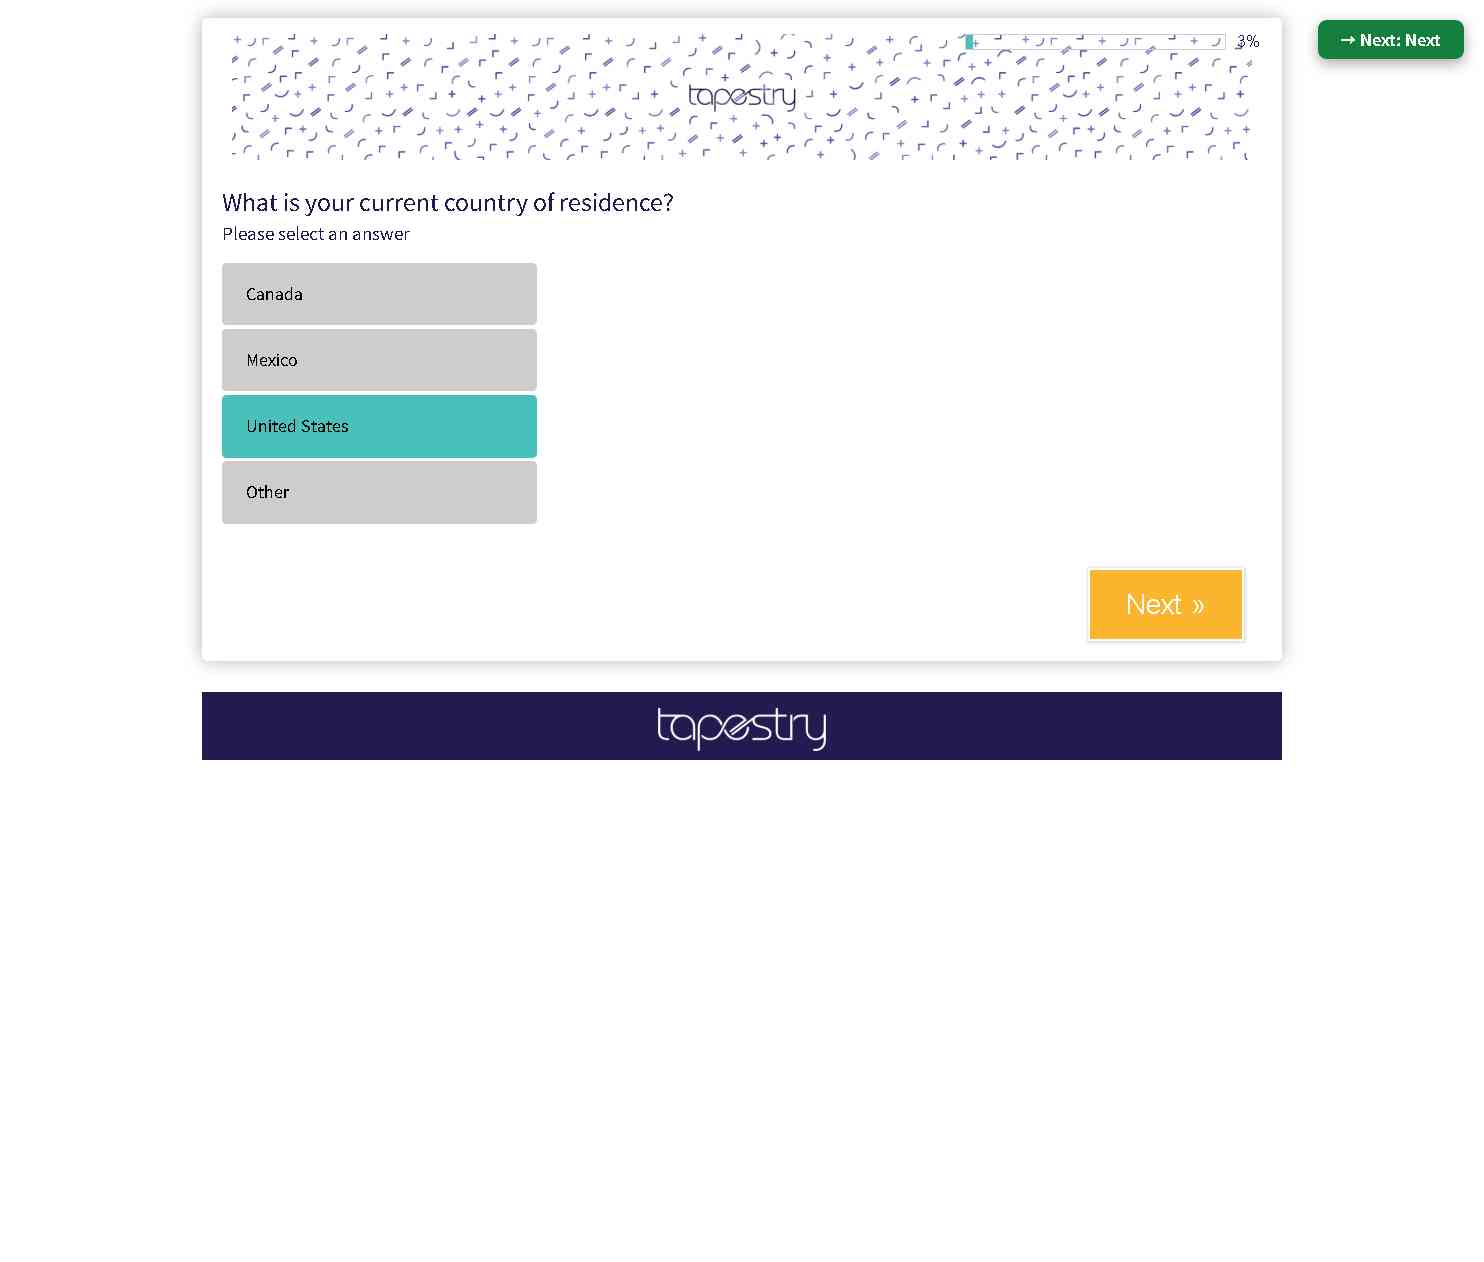 3%
→ Next: Next
tapestry
What is your current country of residence?
Please select an answer
Canada
Mexico
United States
Other
Next »
tapestry